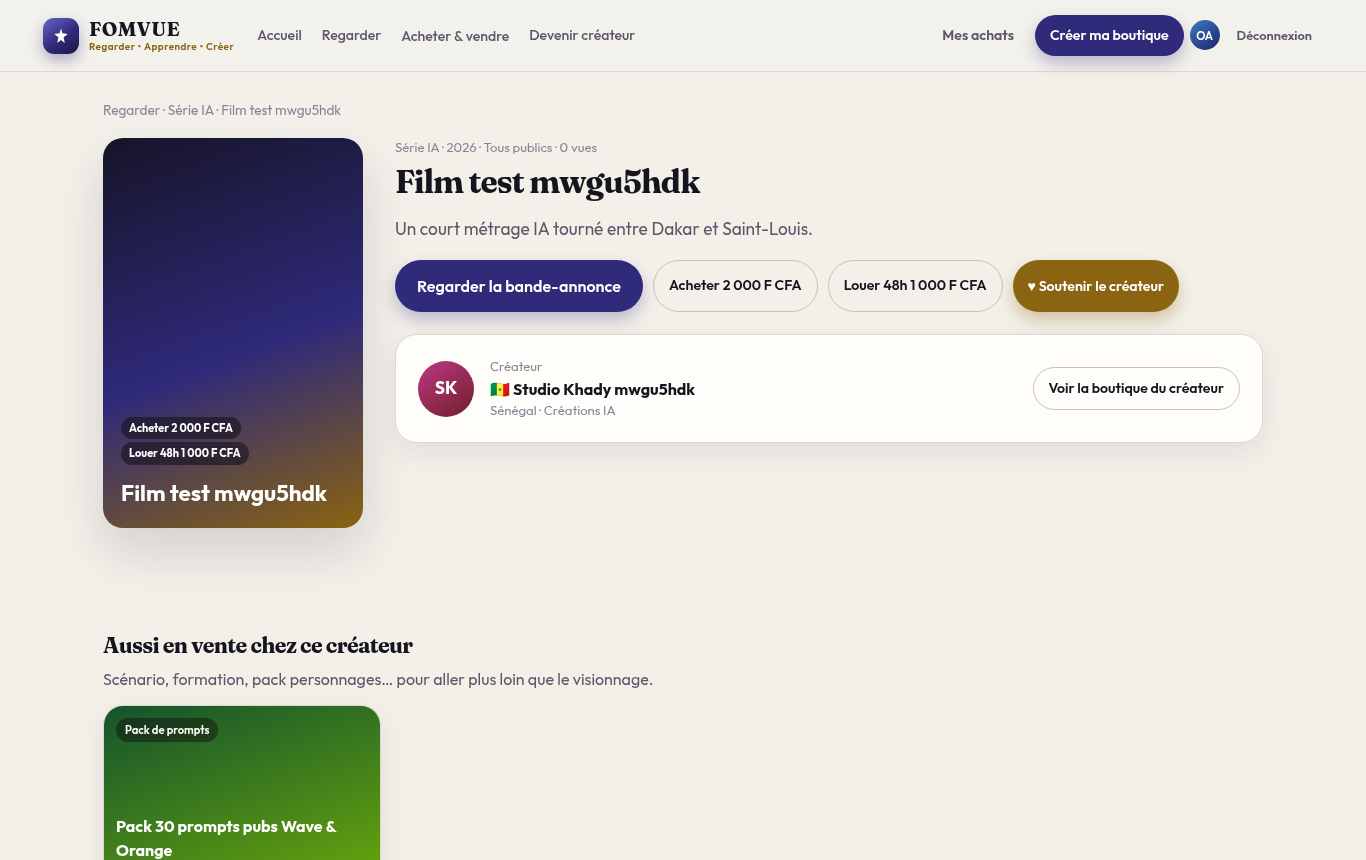 FOMVUE
Regarder • Apprendre • Créer
Accueil
Regarder
Acheter & vendre
Devenir créateur
Mes achats
Créer ma boutique
OA
Déconnexion
Regarder · Série IA · Film test mwgu5hdk
Acheter 2 000 F CFA
Louer 48h 1 000 F CFA
Film test mwgu5hdk
Série IA · 2026 · Tous publics · 0 vues
Film test mwgu5hdk
Un court métrage IA tourné entre Dakar et Saint-Louis.
Regarder la bande-annonce
Acheter 2 000 F CFA
Louer 48h 1 000 F CFA
♥ Soutenir le créateur
SK
Créateur
🇸🇳 Studio Khady mwgu5hdk
Sénégal · Créations IA
Voir la boutique du créateur
Aussi en vente chez ce créateur
Scénario, formation, pack personnages… pour aller plus loin que le visionnage.
Pack de prompts
Pack 30 prompts pubs Wave &
Orange